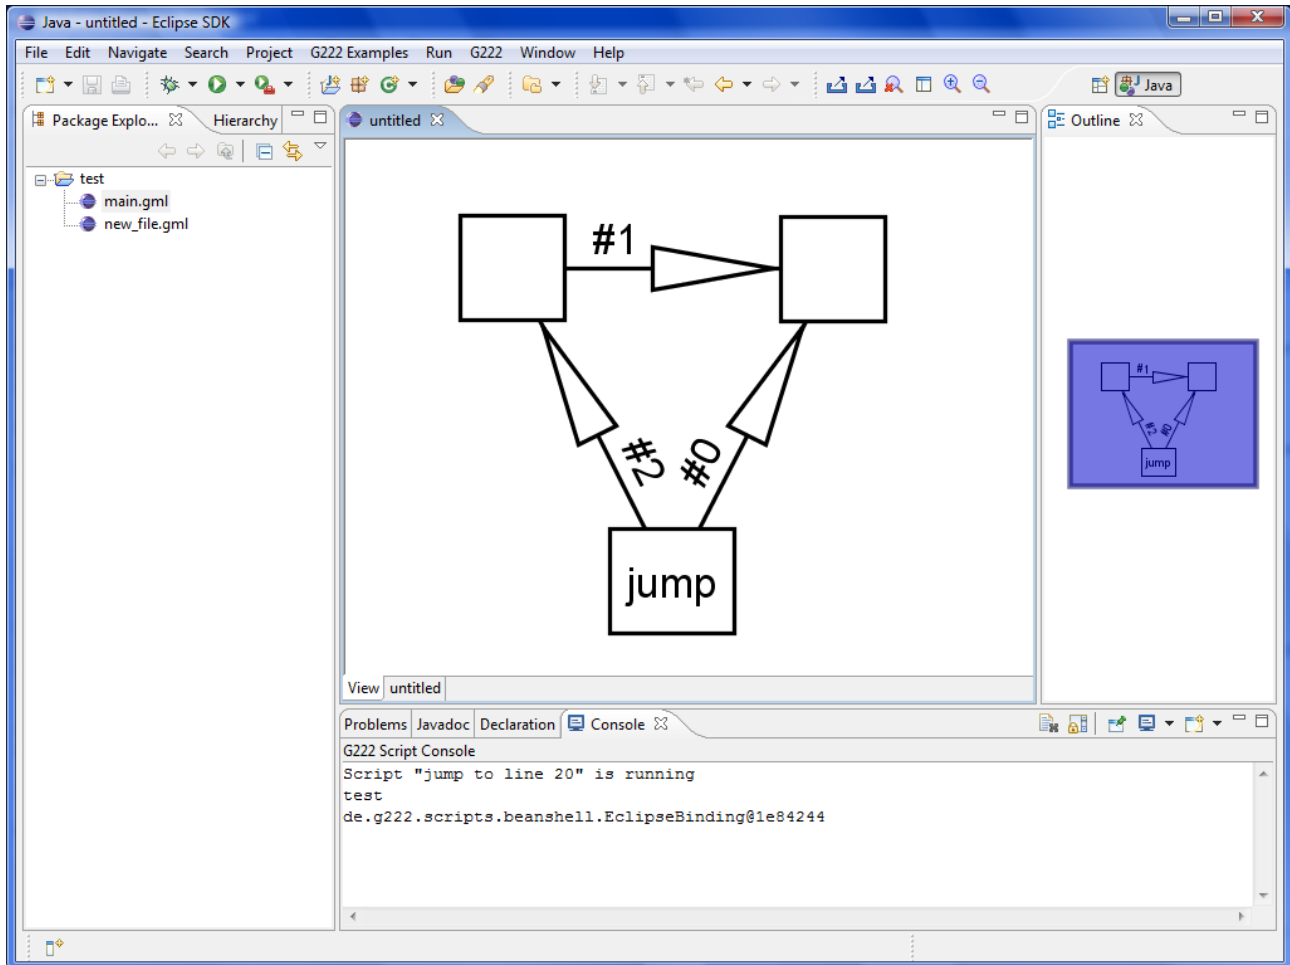 Java - untitled - Eclipse SDK
File Edit Navigate Search Project G222 Examples Run G222 Window Help
Java
Package Explo... Hierarchy
untitled
Outline
test
main.gml
new_file.gml
#1
#2
#0
jump
#1
#2
#0
jump
View untitled
Problems Javadoc Declaration Console
G222 Script Console
Script "jump to line 20" is running
test
de.g222.scripts.beanshell.EclipseBinding@1e84244